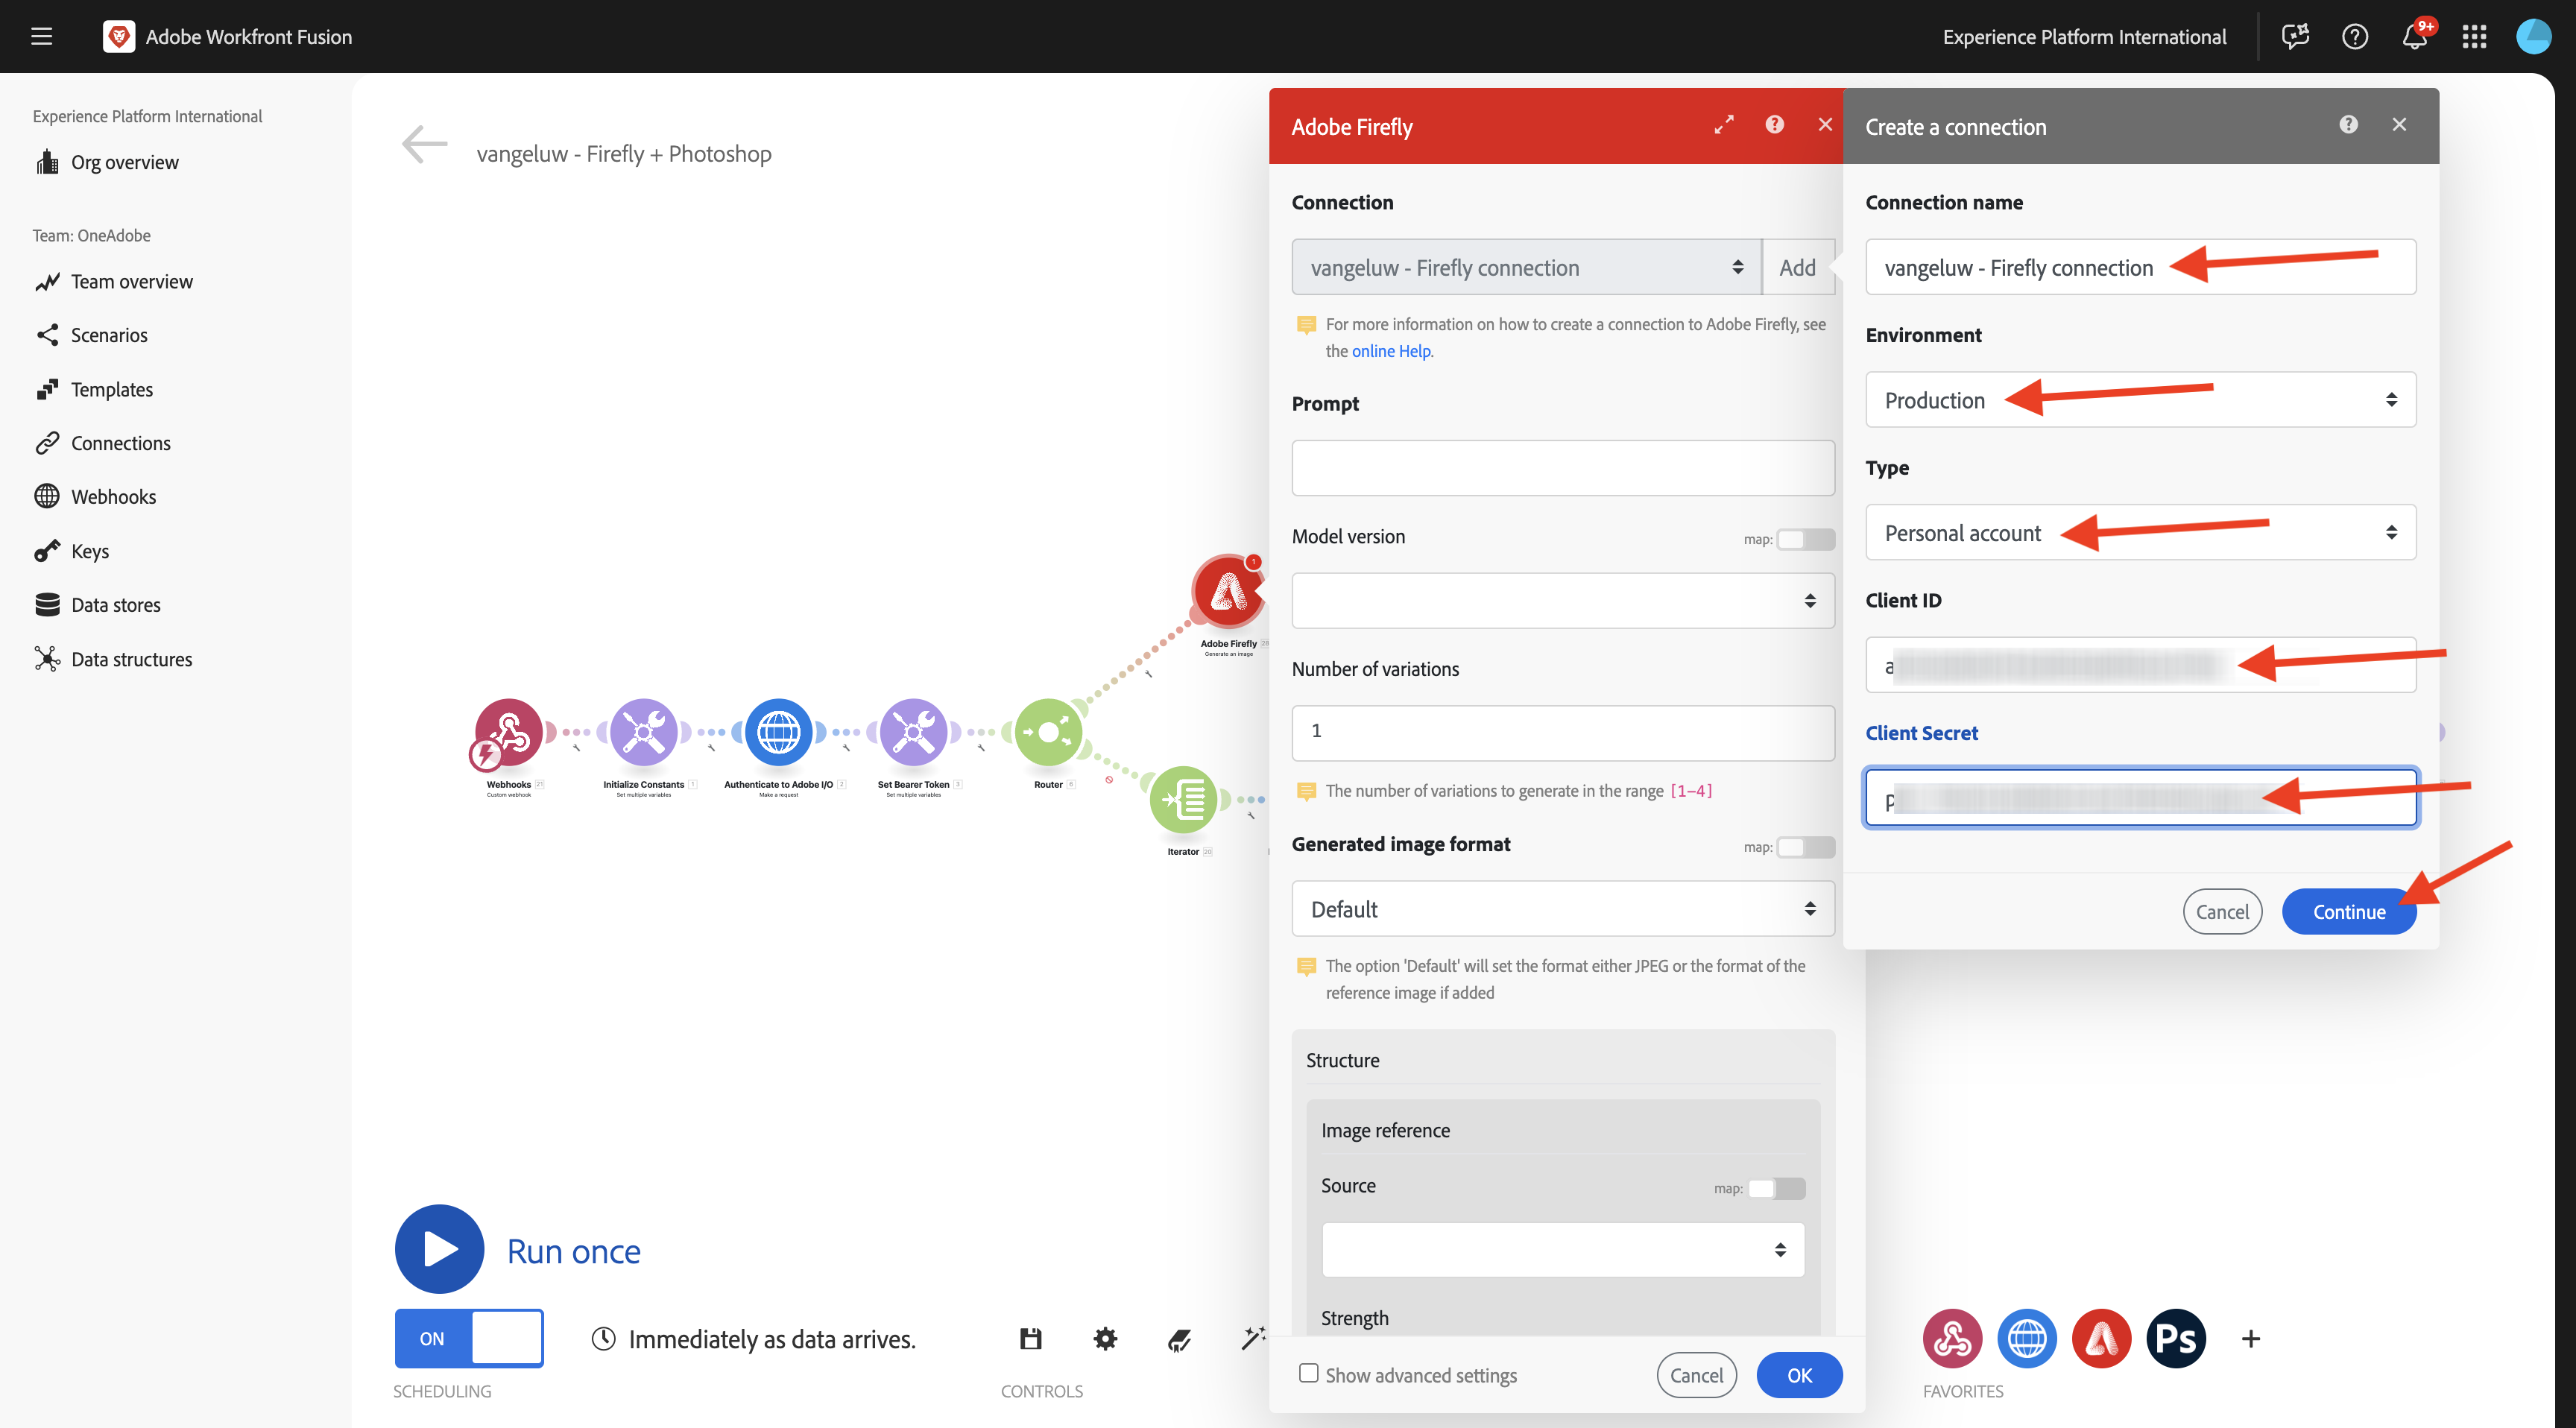 Adobe Workfront Fusion
Experience Platform International
9+
Experience Platform International
Org overview
Team: OneAdobe
Team overview
Scenarios
Templates
Connections
Webhooks
Keys
Data stores
Data structures
vangeluw - Firefly + Photoshop
Webhooks 21
Custom webhook
Initialize Constants 1
Set multiple variables
Authenticate to Adobe I/O 2
Make a request
Set Bearer Token 3
Set multiple variables
Router 6
Adobe Firefly
Generate an image
1
Iterator 20
Run once
ON
Immediately as data arrives.
SCHEDULING
CONTROLS
Adobe Firefly
Connection
vangeluw - Firefly connection
Add
For more information on how to create a connection to Adobe Firefly, see
the online Help.
Prompt
Model version
map:
Number of variations
1
The number of variations to generate in the range [1–4]
Generated image format
map:
Default
The option 'Default' will set the format either JPEG or the format of the
reference image if added
Structure
Image reference
Source
map:
Strength
Show advanced settings
Cancel
OK
Create a connection
Connection name
vangeluw - Firefly connection
Environment
Production
Type
Personal account
Client ID
a
Client Secret
p
Cancel
Continue
Ps
FAVORITES